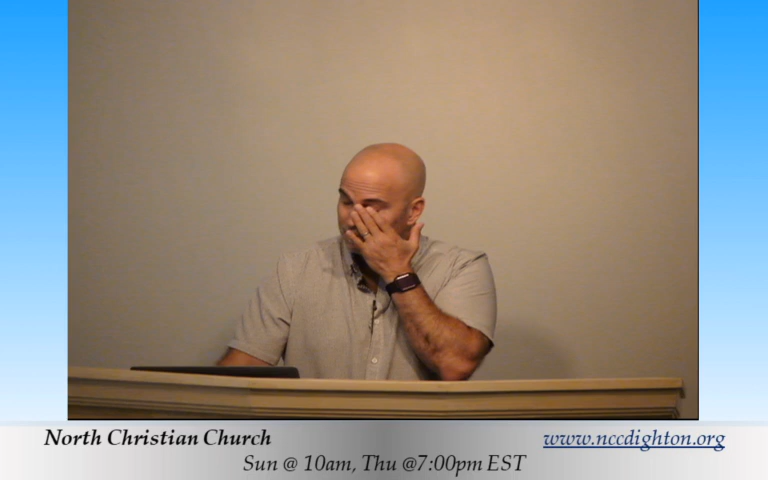 North Christian Church www.nccdighton.org
Sun @ 10am, Thu @7:00pm EST